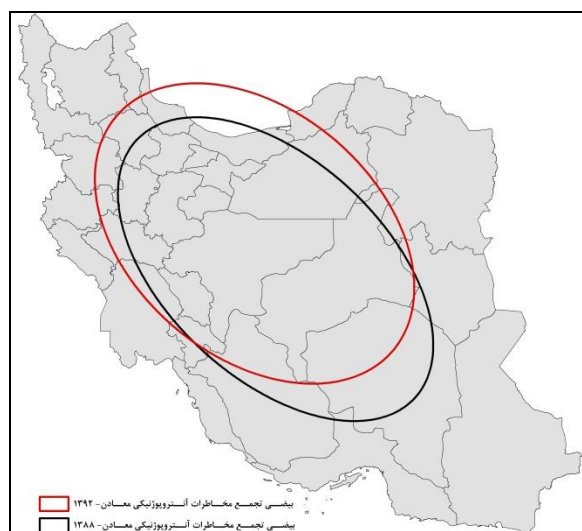 بیضی تجمع مخاطرات آنتروپوژنیکی معادن- ۱۳۹۲
بیضی تجمع مخاطرات آنتروپوژنیکی معادن- ۱۳۸۸